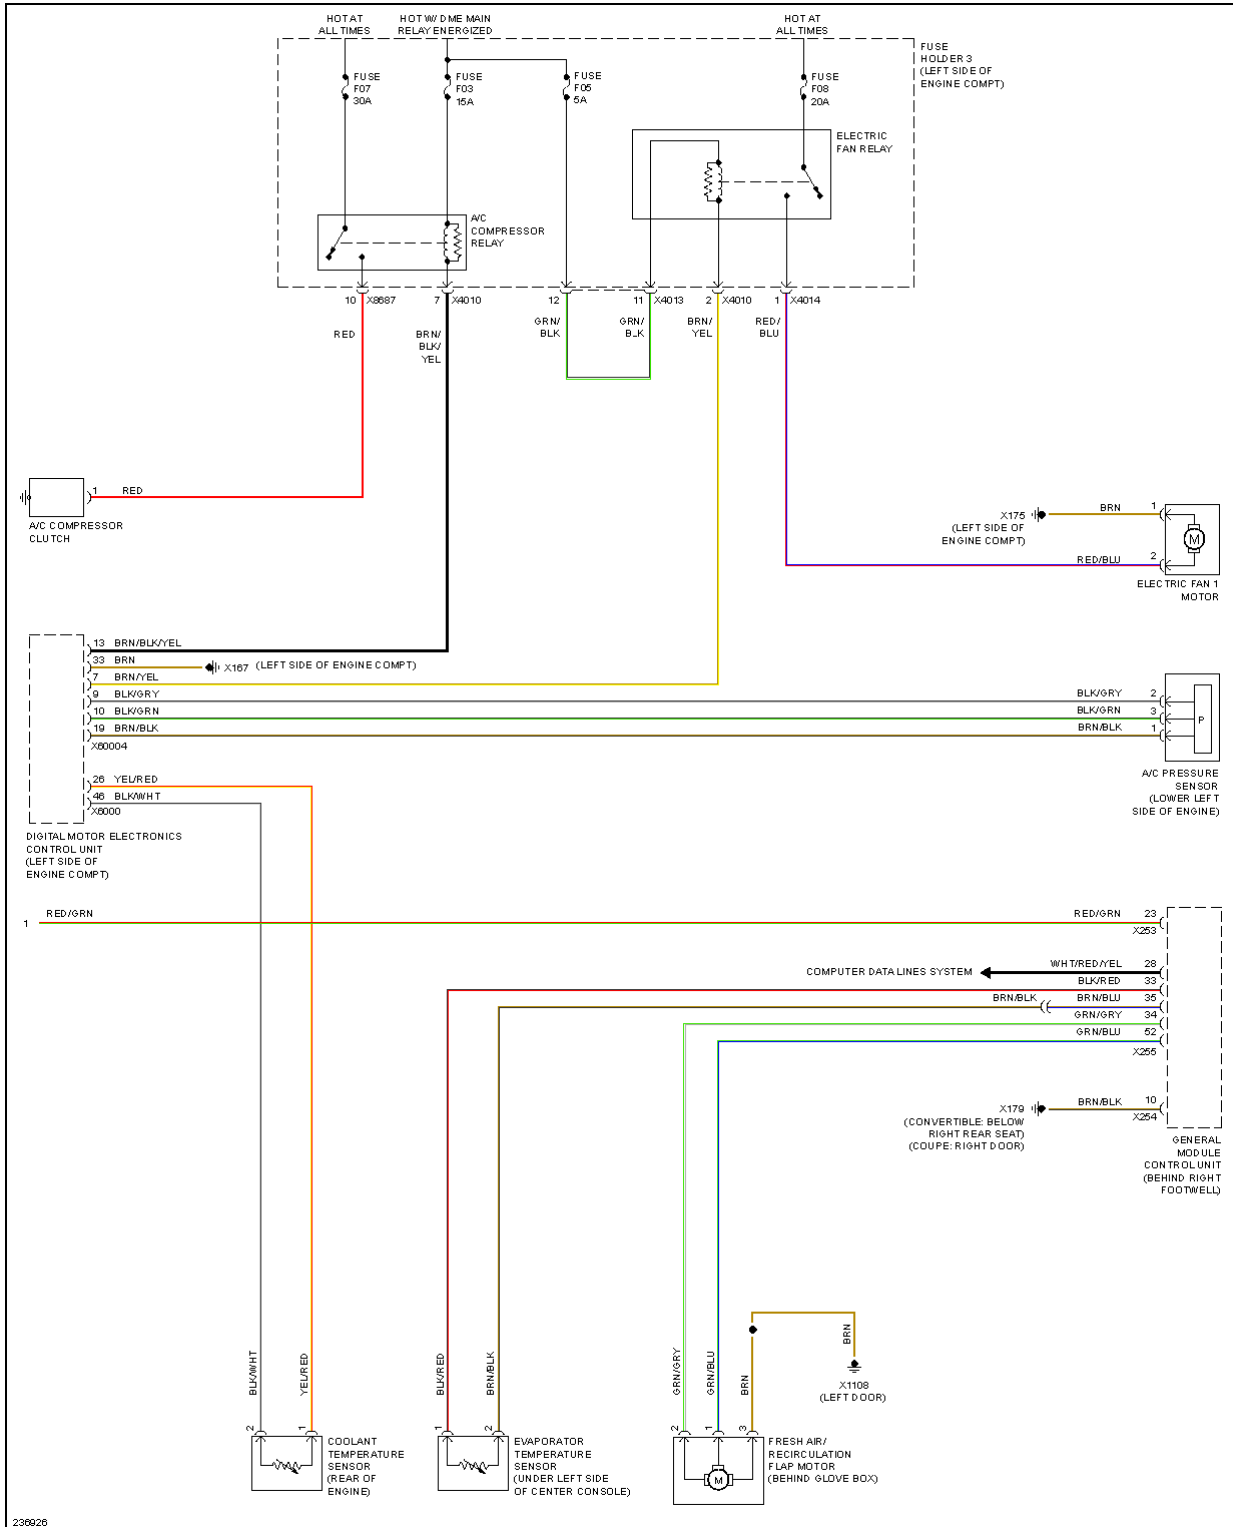 HOT AT
ALL TIMES
HOT W/ DME MAIN
RELAY ENERGIZED
HOT AT
ALL TIMES
FUSE
HOLDER 3
(LEFT SIDE OF
ENGINE COMPT)
FUSE
F07
30A
FUSE
F03
15A
FUSE
F05
5A
FUSE
F08
20A
ELECTRIC
FAN RELAY
A/C
COMPRESSOR
RELAY
10 X8687
7 X4010
12
11 X4013
2 X4010
1 X4014
RED
BRN/
BLK/
YEL
GRN/
BLK
GRN/
BLK
BRN/
YEL
RED/
BLU
1 RED
A/C COMPRESSOR
CLUTCH
X175
(LEFT SIDE OF
ENGINE COMPT)
BRN 1
RED/BLU 2
M
ELECTRIC FAN 1
MOTOR
13 BRN/BLK/YEL
33 BRN
X167 (LEFT SIDE OF ENGINE COMPT)
7 BRN/YEL
9 BLK/GRY
10 BLK/GRN
19 BRN/BLK
X60004
26 YEL/RED
46 BLK/WHT
X6000
DIGITAL MOTOR ELECTRONICS
CONTROL UNIT
(LEFT SIDE OF
ENGINE COMPT)
BLK/GRY 2
BLK/GRN 3
BRN/BLK 1
P
A/C PRESSURE
SENSOR
(LOWER LEFT
SIDE OF ENGINE)
1 RED/GRN
RED/GRN 23
X253
COMPUTER DATA LINES SYSTEM
WHT/RED/YEL 28
BLK/RED 33
BRN/BLK BRN/BLU 35
GRN/GRY 34
GRN/BLU 52
X255
X179
(CONVERTIBLE: BELOW
RIGHT REAR SEAT)
(COUPE: RIGHT DOOR)
BRN/BLK 10
X254
GENERAL
MODULE
CONTROL UNIT
(BEHIND RIGHT
FOOTWELL)
BLK/WHT
YEL/RED
BLK/RED
BRN/BLK
GRN/GRY
GRN/BLU
BRN
BRN
X1108
(LEFT DOOR)
2
1
COOLANT
TEMPERATURE
SENSOR
(REAR OF
ENGINE)
1
2
EVAPORATOR
TEMPERATURE
SENSOR
(UNDER LEFT SIDE
OF CENTER CONSOLE)
2
1
3
M
FRESH AIR/
RECIRCULATION
FLAP MOTOR
(BEHIND GLOVE BOX)
236926